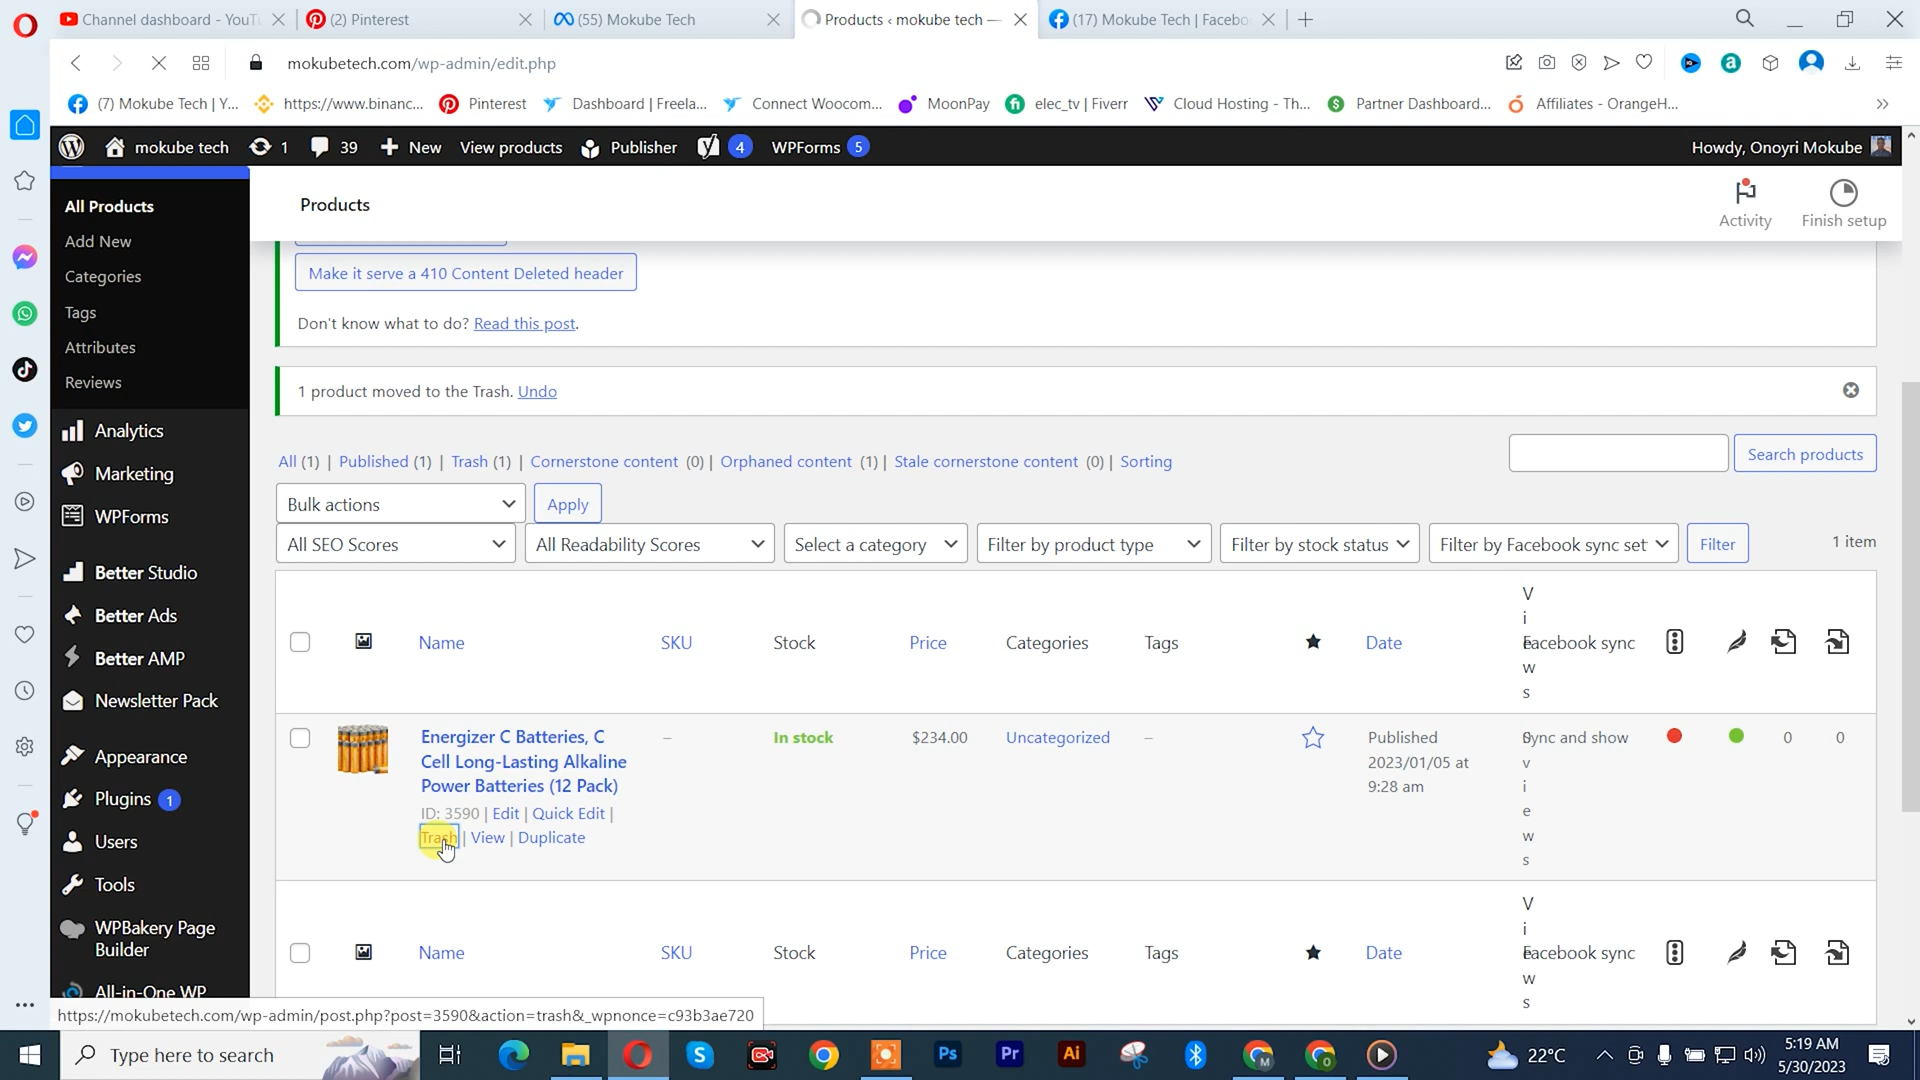 Channel dashboard - YouTu
(2) Pinterest
(55) Mokube Tech
Products ‹ mokube tech —
(17) Mokube Tech | Facebo
mokubetech.com/wp-admin/edit.php
(7) Mokube Tech | Y...
https://www.binanc...
Pinterest
Dashboard | Freela...
Connect Woocom...
MoonPay
elec_tv | Fiverr
Cloud Hosting - Th...
Partner Dashboard...
Affiliates - OrangeH...
mokube tech
1
39
New
View products
Publisher
4
WPForms 5
Howdy, Onoyri Mokube
All Products
Add New
Categories
Tags
Attributes
Reviews
Analytics
Marketing
WPForms
Better Studio
Better Ads
Better AMP
Newsletter Pack
Appearance
Plugins 1
Users
Tools
WPBakery Page
Builder
All-in-One WP
Products
Activity
Finish setup
Make it serve a 410 Content Deleted header
Don't know what to do? Read this post.
1 product moved to the Trash. Undo
All (1) | Published (1) | Trash (1) | Cornerstone content (0) | Orphaned content (1) | Stale cornerstone content (0) | Sorting
Search products
Bulk actions
Apply
All SEO Scores
All Readability Scores
Select a category
Filter by product type
Filter by stock status
Filter by Facebook sync set
Filter
1 item
Name SKU Stock Price Categories Tags Date Views Facebook sync
Energizer C Batteries, C
Cell Long-Lasting Alkaline
Power Batteries (12 Pack)
ID: 3590 | Edit | Quick Edit |
Trash | View | Duplicate
–
In stock
$234.00
Uncategorized
–
Published
2023/01/05 at
9:28 am
0 views
Sync and show
0
0
Name SKU Stock Price Categories Tags Date Views Facebook sync
https://mokubetech.com/wp-admin/post.php?post=3590&action=trash&_wpnonce=c93b3ae720
Type here to search
Ps
Pr
Ai
M
O
22°C
5:19 AM
5/30/2023